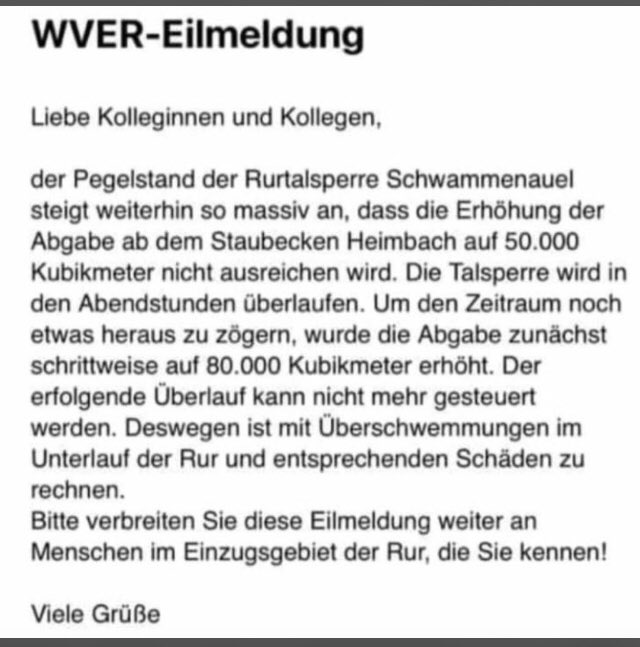 WVER-Eilmeldung
Liebe Kolleginnen und Kollegen,
der Pegelstand der Rurtalsperre Schwammenauel
steigt weiterhin so massiv an, dass die Erhöhung der
Abgabe ab dem Staubecken Heimbach auf 50.000
Kubikmeter nicht ausreichen wird. Die Talsperre wird in
den Abendstunden überlaufen. Um den Zeitraum noch
etwas heraus zu zögern, wurde die Abgabe zunächst
schrittweise auf 80.000 Kubikmeter erhöht. Der
erfolgende Überlauf kann nicht mehr gesteuert
werden. Deswegen ist mit Überschwemmungen im
Unterlauf der Rur und entsprechenden Schäden zu
rechnen.
Bitte verbreiten Sie diese Eilmeldung weiter an
Menschen im Einzugsgebiet der Rur, die Sie kennen!
Viele Grüße